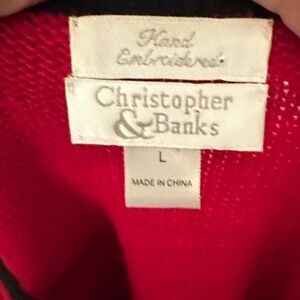 Hand
Embroidered
Christopher
& Banks
L
MADE IN CHINA